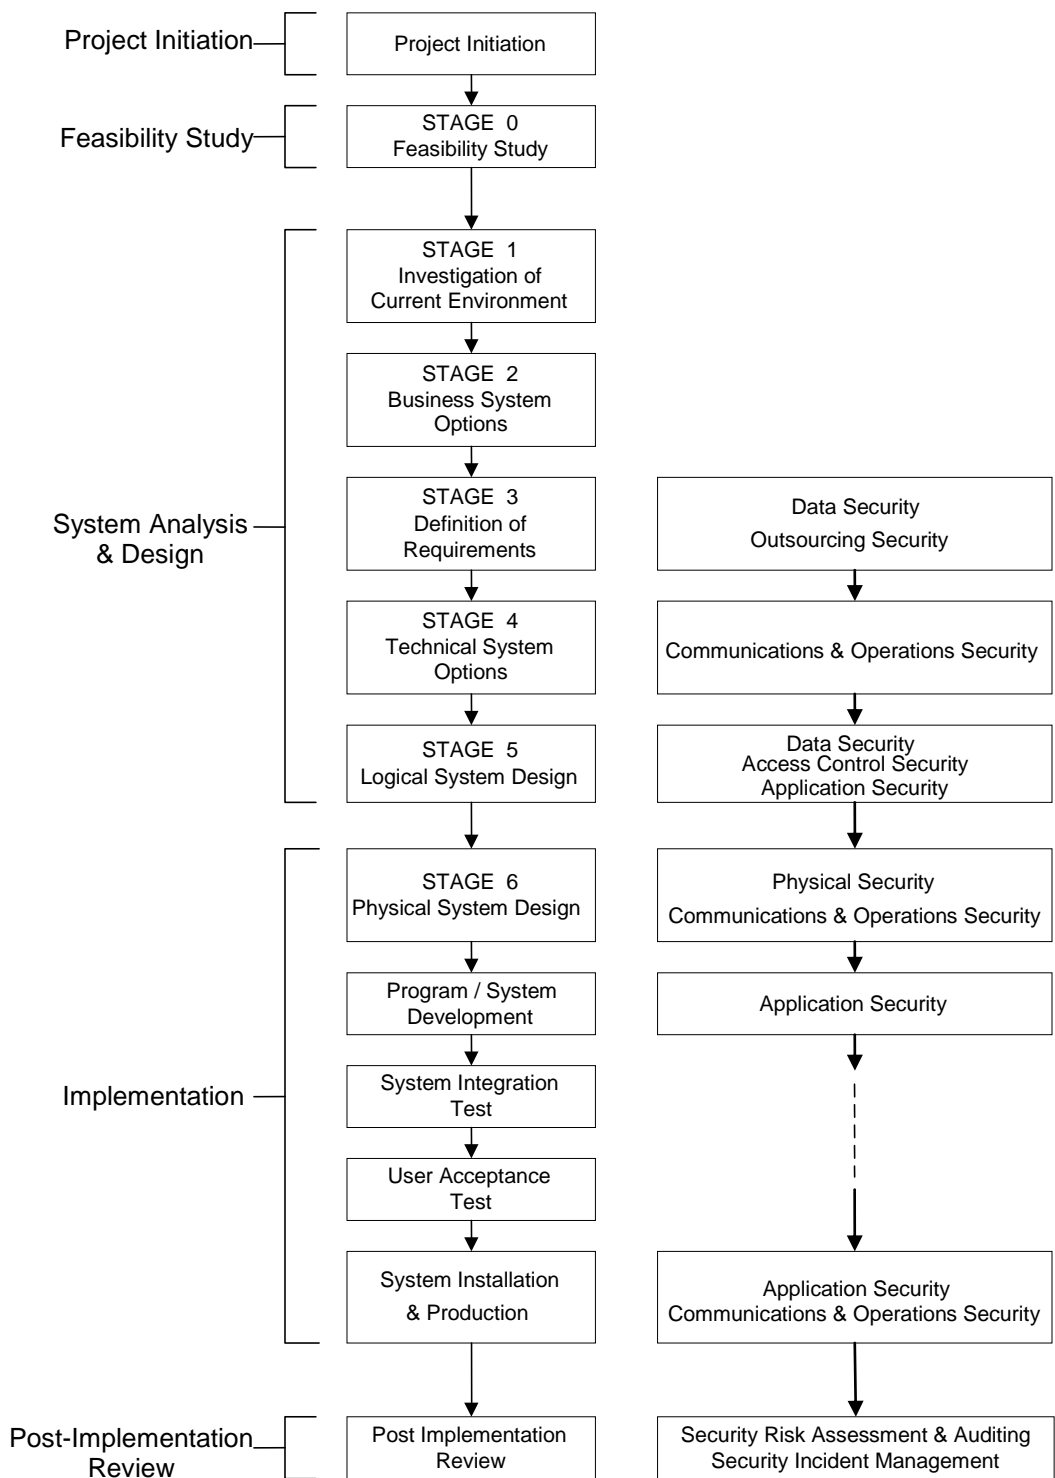 Project Initiation
Project Initiation
Feasibility Study
STAGE 0
Feasibility Study
STAGE 1
Investigation of
Current Environment
STAGE 2
Business System
Options
System Analysis
& Design
STAGE 3
Definition of
Requirements
Data Security
Outsourcing Security
STAGE 4
Technical System
Options
Communications & Operations Security
STAGE 5
Logical System Design
Data Security
Access Control Security
Application Security
STAGE 6
Physical System Design
Physical Security
Communications & Operations Security
Program / System
Development
Application Security
Implementation
System Integration
Test
User Acceptance
Test
System Installation
& Production
Application Security
Communications & Operations Security
Post-Implementation
Review
Post Implementation
Review
Security Risk Assessment & Auditing
Security Incident Management